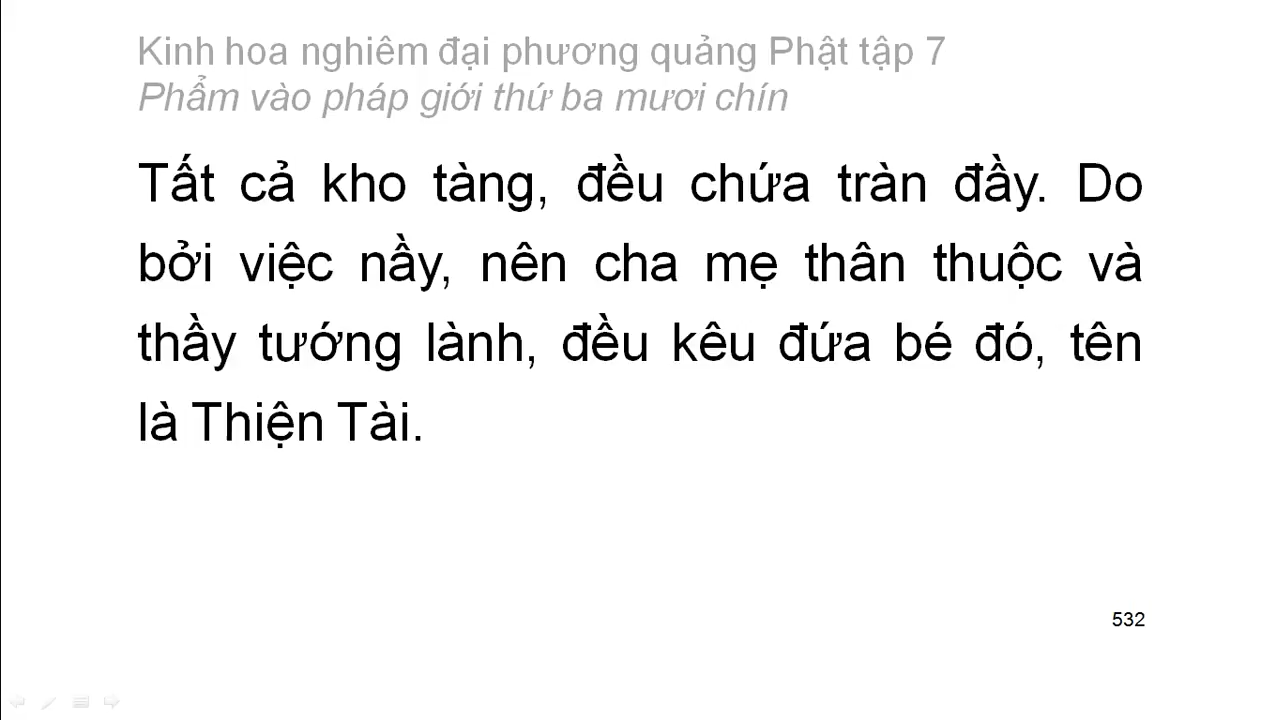 Kinh hoa nghiêm đại phương quảng Phật tập 7
Phẩm vào pháp giới thứ ba mươi chín
Tất cả kho tàng, đều chứa tràn đầy. Do
bởi việc nầy, nên cha mẹ thân thuộc và
thầy tướng lành, đều kêu đứa bé đó, tên
là Thiện Tài.
532